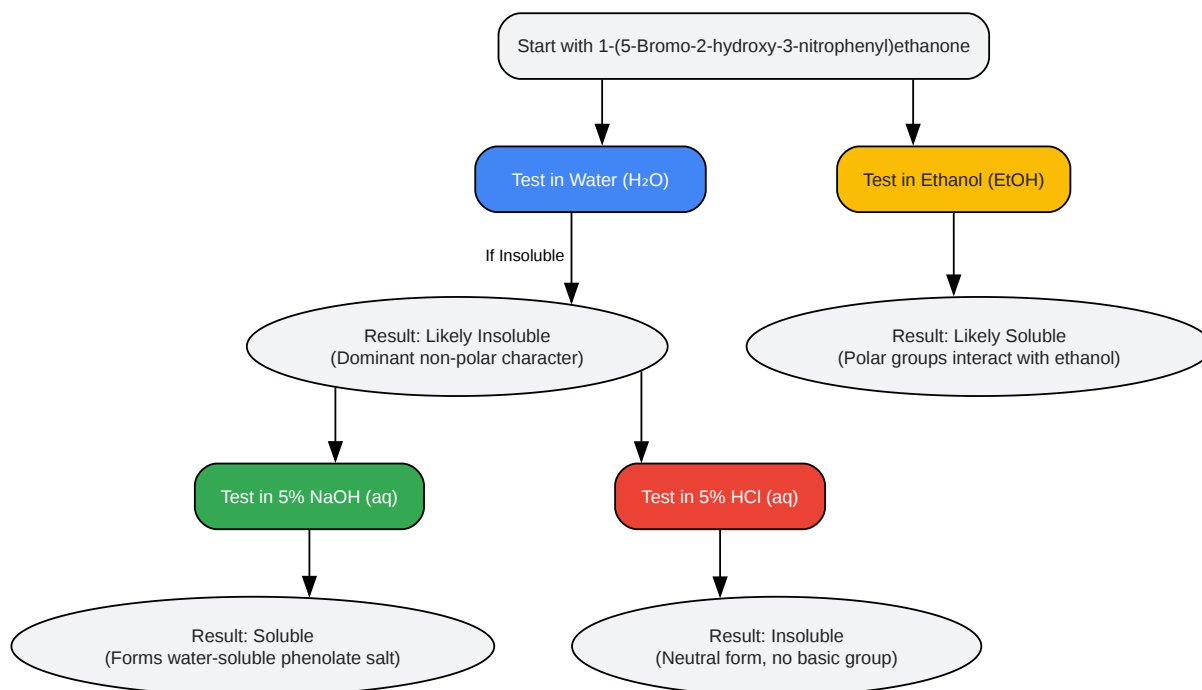 Start with 1-(5-Bromo-2-hydroxy-3-nitrophenyl)ethanone
Test in Water (H₂O)
Test in Ethanol (EtOH)
If Insoluble
Result: Likely Insoluble
(Dominant non-polar character)
Result: Likely Soluble
(Polar groups interact with ethanol)
Test in 5% NaOH (aq)
Test in 5% HCl (aq)
Result: Soluble
(Forms water-soluble phenolate salt)
Result: Insoluble
(Neutral form, no basic group)